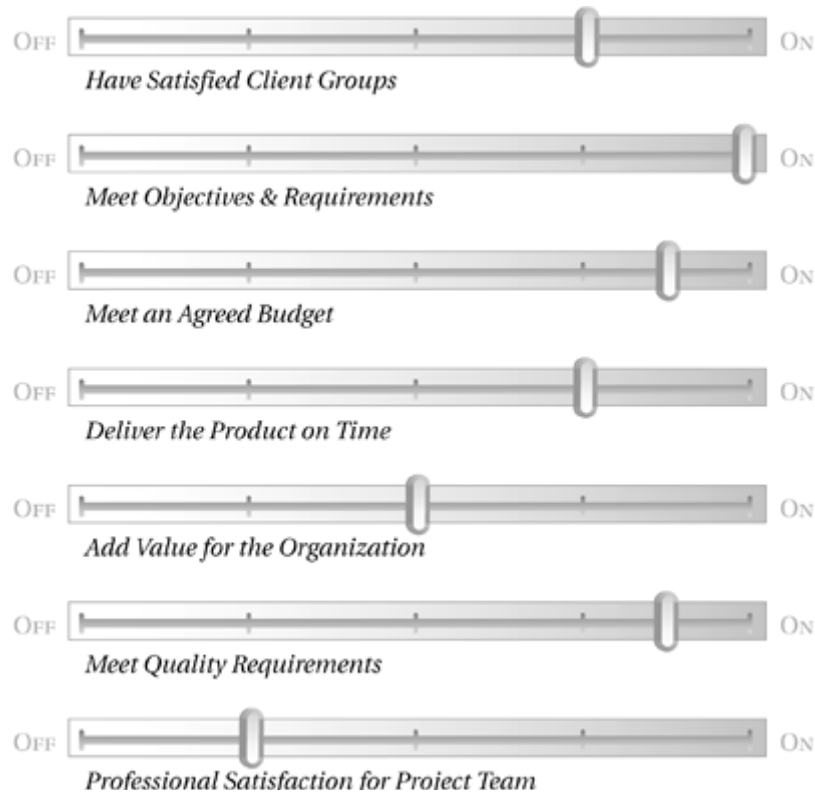 OFF ON
Have Satisfied Client Groups
OFF ON
Meet Objectives & Requirements
OFF ON
Meet an Agreed Budget
OFF ON
Deliver the Product on Time
OFF ON
Add Value for the Organization
OFF ON
Meet Quality Requirements
OFF ON
Professional Satisfaction for Project Team